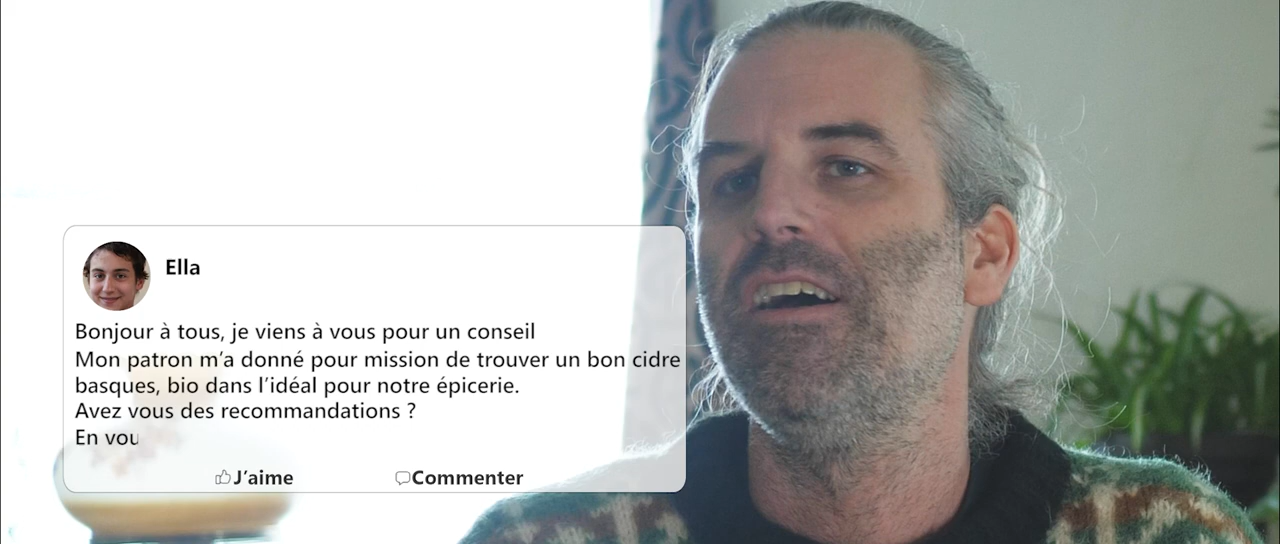 Ella
Bonjour à tous, je viens à vous pour un conseil
Mon patron m'a donné pour mission de trouver un bon cidre
basques, bio dans l'idéal pour notre épicerie.
Avez vous des recommandations ?
En vou
J'aime
Commenter